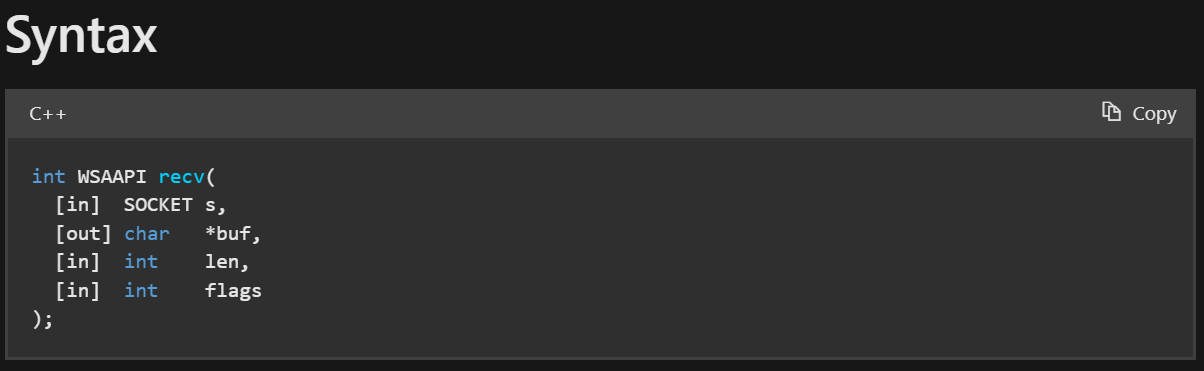 Syntax
C++
Copy
int WSAAPI recv(
  [in]  SOCKET s,
  [out] char   *buf,
  [in]  int    len,
  [in]  int    flags
);